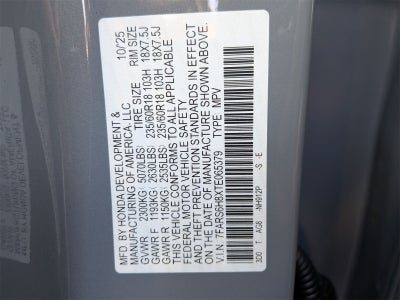 MFD. BY HONDA DEVELOPMENT & 10/25
MANUFACTURING OF AMERICA, LLC
TIRE SIZE RIM SIZE
GVWR 2300KG 5070LBS
GAWR F 1193KG 2630LBS 235/60R18 103H 18X7.5J
GAWR R 1150KG 2535LBS 235/60R18 103H 18X7.5J
THIS VEHICLE CONFORMS TO ALL APPLICABLE
FEDERAL MOTOR VEHICLE SAFETY
AND THEFT PREVENTION STANDARDS IN EFFECT
ON THE DATE OF MANUFACTURE SHOWN ABOVE.
V.I.N. 7FARS6H8XTE065379 TYPE: MPV